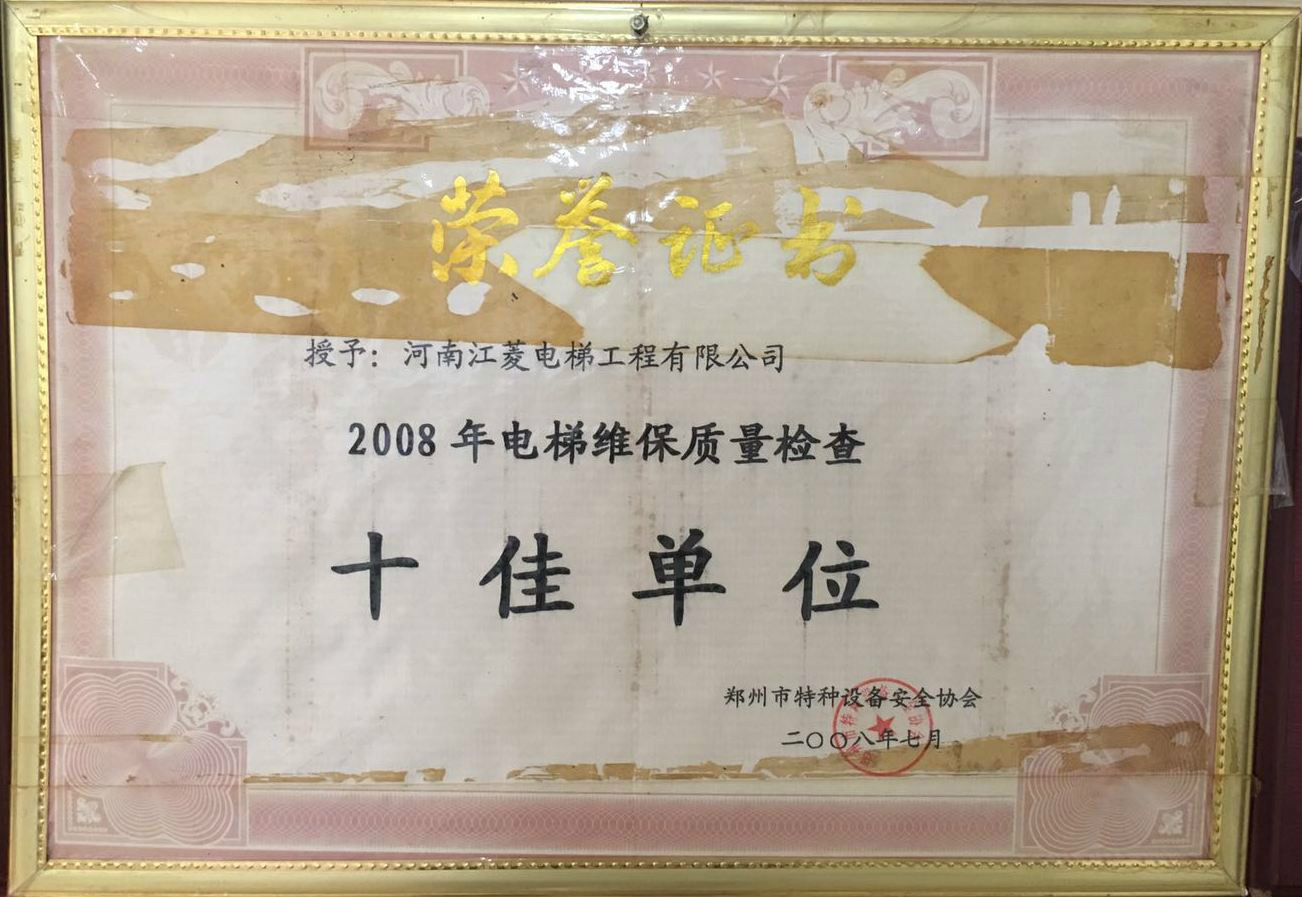 荣誉证书
授予：河南江菱电梯工程有限公司
2008年电梯维保质量检查
十佳单位
郑州市特种设备安全协会
二〇〇八年七月